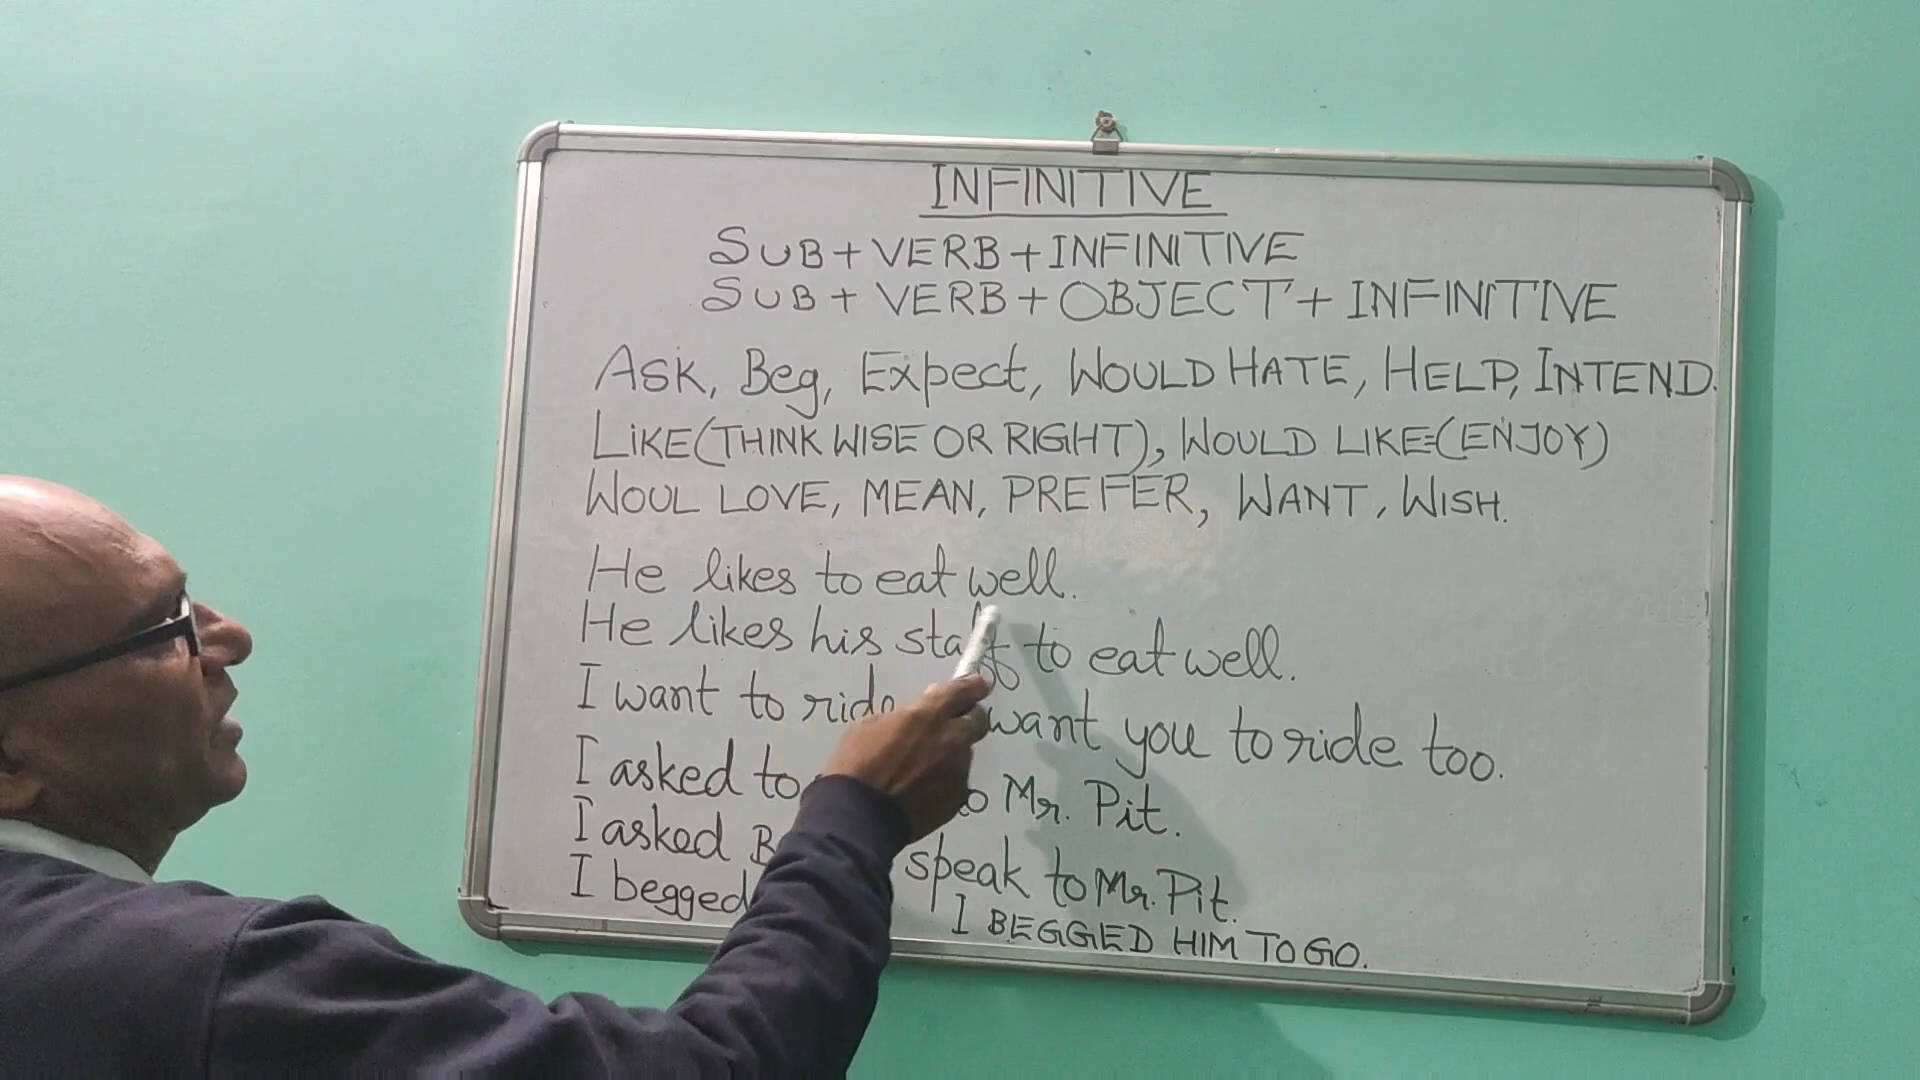 INFINITIVE
SUB + VERB + INFINITIVE
SUB + VERB + OBJECT + INFINITIVE
Ask, Beg, Expect, WOULD HATE, HELP, INTEND.
LIKE (THINK WISE OR RIGHT), WOULD LIKE=(ENJOY)
WOUL LOVE, MEAN, PREFER, WANT, WISH.
He likes to eat well.
He likes his staff to eat well.
I want to ride want you to ride too.
I asked to Mr. Pit.
I asked speak to Mr. Pit.
I begged I BEGGED HIM TO GO.